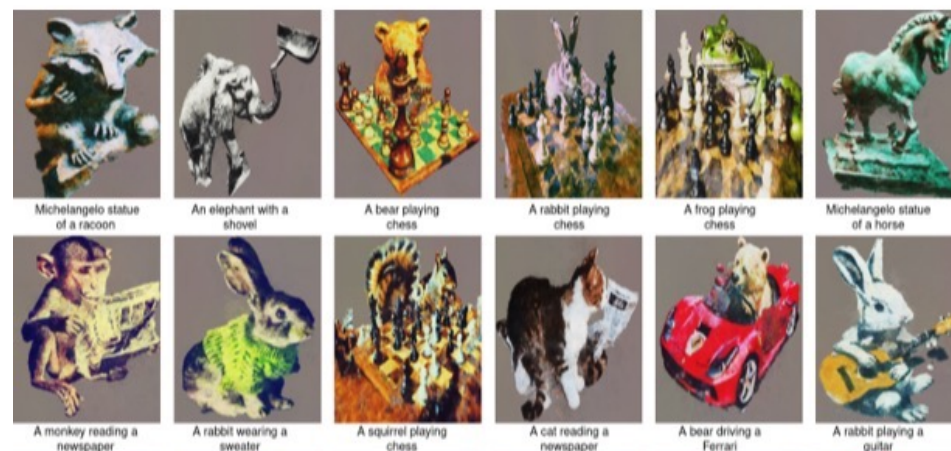 Michelangelo statue
of a racoon
An elephant with a
shovel
A bear playing
chess
A rabbit playing
chess
A frog playing
chess
Michelangelo statue
of a horse
A monkey reading a
newspaper
A rabbit wearing a
sweater
A squirrel playing
chess
A cat reading a
newspaper
A bear driving a
Ferrari
A rabbit playing a
guitar